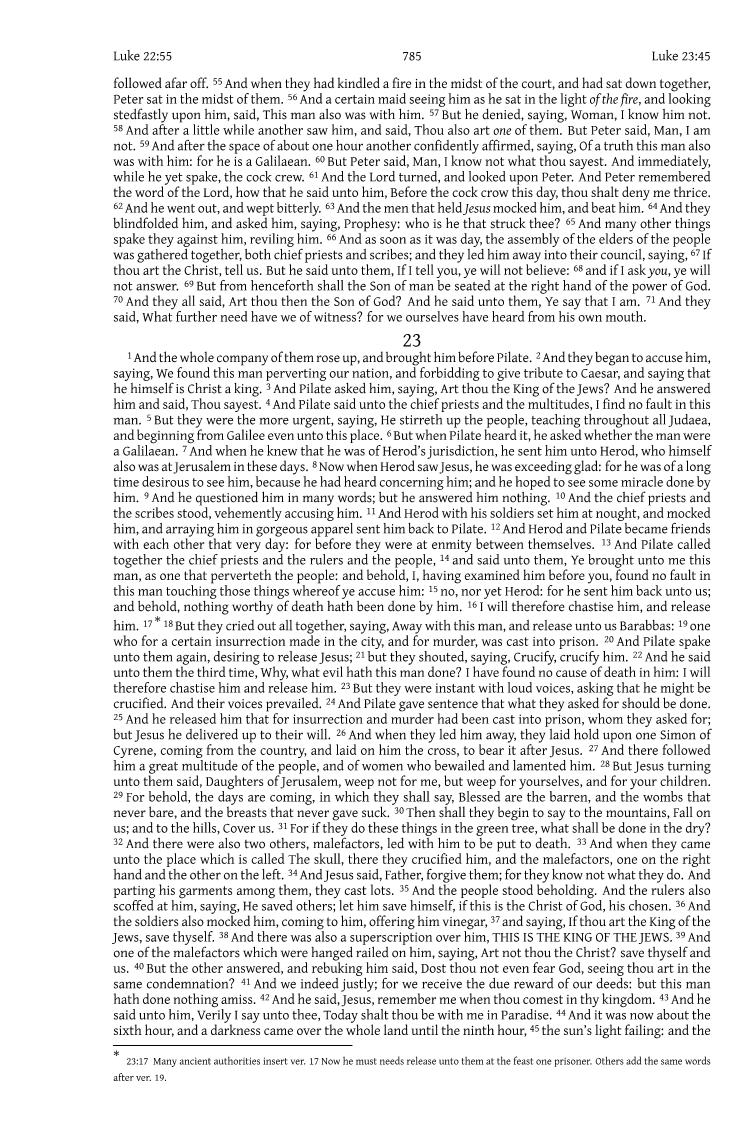 Luke 22:55 785 Luke 23:45
followed afar off. 55 And when they had kindled a fire in the midst of the court, and had sat down together,
Peter sat in the midst of them. 56 And a certain maid seeing him as he sat in the light of the fire, and looking
stedfastly upon him, said, This man also was with him. 57 But he denied, saying, Woman, I know him not.
58 And after a little while another saw him, and said, Thou also art one of them. But Peter said, Man, I am
not. 59 And after the space of about one hour another confidently affirmed, saying, Of a truth this man also
was with him: for he is a Galilaean. 60 But Peter said, Man, I know not what thou sayest. And immediately,
while he yet spake, the cock crew. 61 And the Lord turned, and looked upon Peter. And Peter remembered
the word of the Lord, how that he said unto him, Before the cock crow this day, thou shalt deny me thrice.
62 And he went out, and wept bitterly. 63 And the men that held Jesus mocked him, and beat him. 64 And they
blindfolded him, and asked him, saying, Prophesy: who is he that struck thee? 65 And many other things
spake they against him, reviling him. 66 And as soon as it was day, the assembly of the elders of the people
was gathered together, both chief priests and scribes; and they led him away into their council, saying, 67 If
thou art the Christ, tell us. But he said unto them, If I tell you, ye will not believe: 68 and if I ask you, ye will
not answer. 69 But from henceforth shall the Son of man be seated at the right hand of the power of God.
70 And they all said, Art thou then the Son of God? And he said unto them, Ye say that I am. 71 And they
said, What further need have we of witness? for we ourselves have heard from his own mouth.
23
1 And the whole company of them rose up, and brought him before Pilate. 2 And they began to accuse him,
saying, We found this man perverting our nation, and forbidding to give tribute to Caesar, and saying that
he himself is Christ a king. 3 And Pilate asked him, saying, Art thou the King of the Jews? And he answered
him and said, Thou sayest. 4 And Pilate said unto the chief priests and the multitudes, I find no fault in this
man. 5 But they were the more urgent, saying, He stirreth up the people, teaching throughout all Judaea,
and beginning from Galilee even unto this place. 6 But when Pilate heard it, he asked whether the man were
a Galilaean. 7 And when he knew that he was of Herod's jurisdiction, he sent him unto Herod, who himself
also was at Jerusalem in these days. 8 Now when Herod saw Jesus, he was exceeding glad: for he was of a long
time desirous to see him, because he had heard concerning him; and he hoped to see some miracle done by
him. 9 And he questioned him in many words; but he answered him nothing. 10 And the chief priests and
the scribes stood, vehemently accusing him. 11 And Herod with his soldiers set him at nought, and mocked
him, and arraying him in gorgeous apparel sent him back to Pilate. 12 And Herod and Pilate became friends
with each other that very day: for before they were at enmity between themselves. 13 And Pilate called
together the chief priests and the rulers and the people, 14 and said unto them, Ye brought unto me this
man, as one that perverteth the people: and behold, I, having examined him before you, found no fault in
this man touching those things whereof ye accuse him: 15 no, nor yet Herod: for he sent him back unto us;
and behold, nothing worthy of death hath been done by him. 16 I will therefore chastise him, and release
him. 17 * 18 But they cried out all together, saying, Away with this man, and release unto us Barabbas: 19 one
who for a certain insurrection made in the city, and for murder, was cast into prison. 20 And Pilate spake
unto them again, desiring to release Jesus; 21 but they shouted, saying, Crucify, crucify him. 22 And he said
unto them the third time, Why, what evil hath this man done? I have found no cause of death in him: I will
therefore chastise him and release him. 23 But they were instant with loud voices, asking that he might be
crucified. And their voices prevailed. 24 And Pilate gave sentence that what they asked for should be done.
25 And he released him that for insurrection and murder had been cast into prison, whom they asked for;
but Jesus he delivered up to their will. 26 And when they led him away, they laid hold upon one Simon of
Cyrene, coming from the country, and laid on him the cross, to bear it after Jesus. 27 And there followed
him a great multitude of the people, and of women who bewailed and lamented him. 28 But Jesus turning
unto them said, Daughters of Jerusalem, weep not for me, but weep for yourselves, and for your children.
29 For behold, the days are coming, in which they shall say, Blessed are the barren, and the wombs that
never bare, and the breasts that never gave suck. 30 Then shall they begin to say to the mountains, Fall on
us; and to the hills, Cover us. 31 For if they do these things in the green tree, what shall be done in the dry?
32 And there were also two others, malefactors, led with him to be put to death. 33 And when they came
unto the place which is called The skull, there they crucified him, and the malefactors, one on the right
hand and the other on the left. 34 And Jesus said, Father, forgive them; for they know not what they do. And
parting his garments among them, they cast lots. 35 And the people stood beholding. And the rulers also
scoffed at him, saying, He saved others; let him save himself, if this is the Christ of God, his chosen. 36 And
the soldiers also mocked him, coming to him, offering him vinegar, 37 and saying, If thou art the King of the
Jews, save thyself. 38 And there was also a superscription over him, THIS IS THE KING OF THE JEWS. 39 And
one of the malefactors which were hanged railed on him, saying, Art not thou the Christ? save thyself and
us. 40 But the other answered, and rebuking him said, Dost thou not even fear God, seeing thou art in the
same condemnation? 41 And we indeed justly; for we receive the due reward of our deeds: but this man
hath done nothing amiss. 42 And he said, Jesus, remember me when thou comest in thy kingdom. 43 And he
said unto him, Verily I say unto thee, Today shalt thou be with me in Paradise. 44 And it was now about the
sixth hour, and a darkness came over the whole land until the ninth hour, 45 the sun's light failing: and the
* 23:17 Many ancient authorities insert ver. 17 Now he must needs release unto them at the feast one prisoner. Others add the same words
after ver. 19.